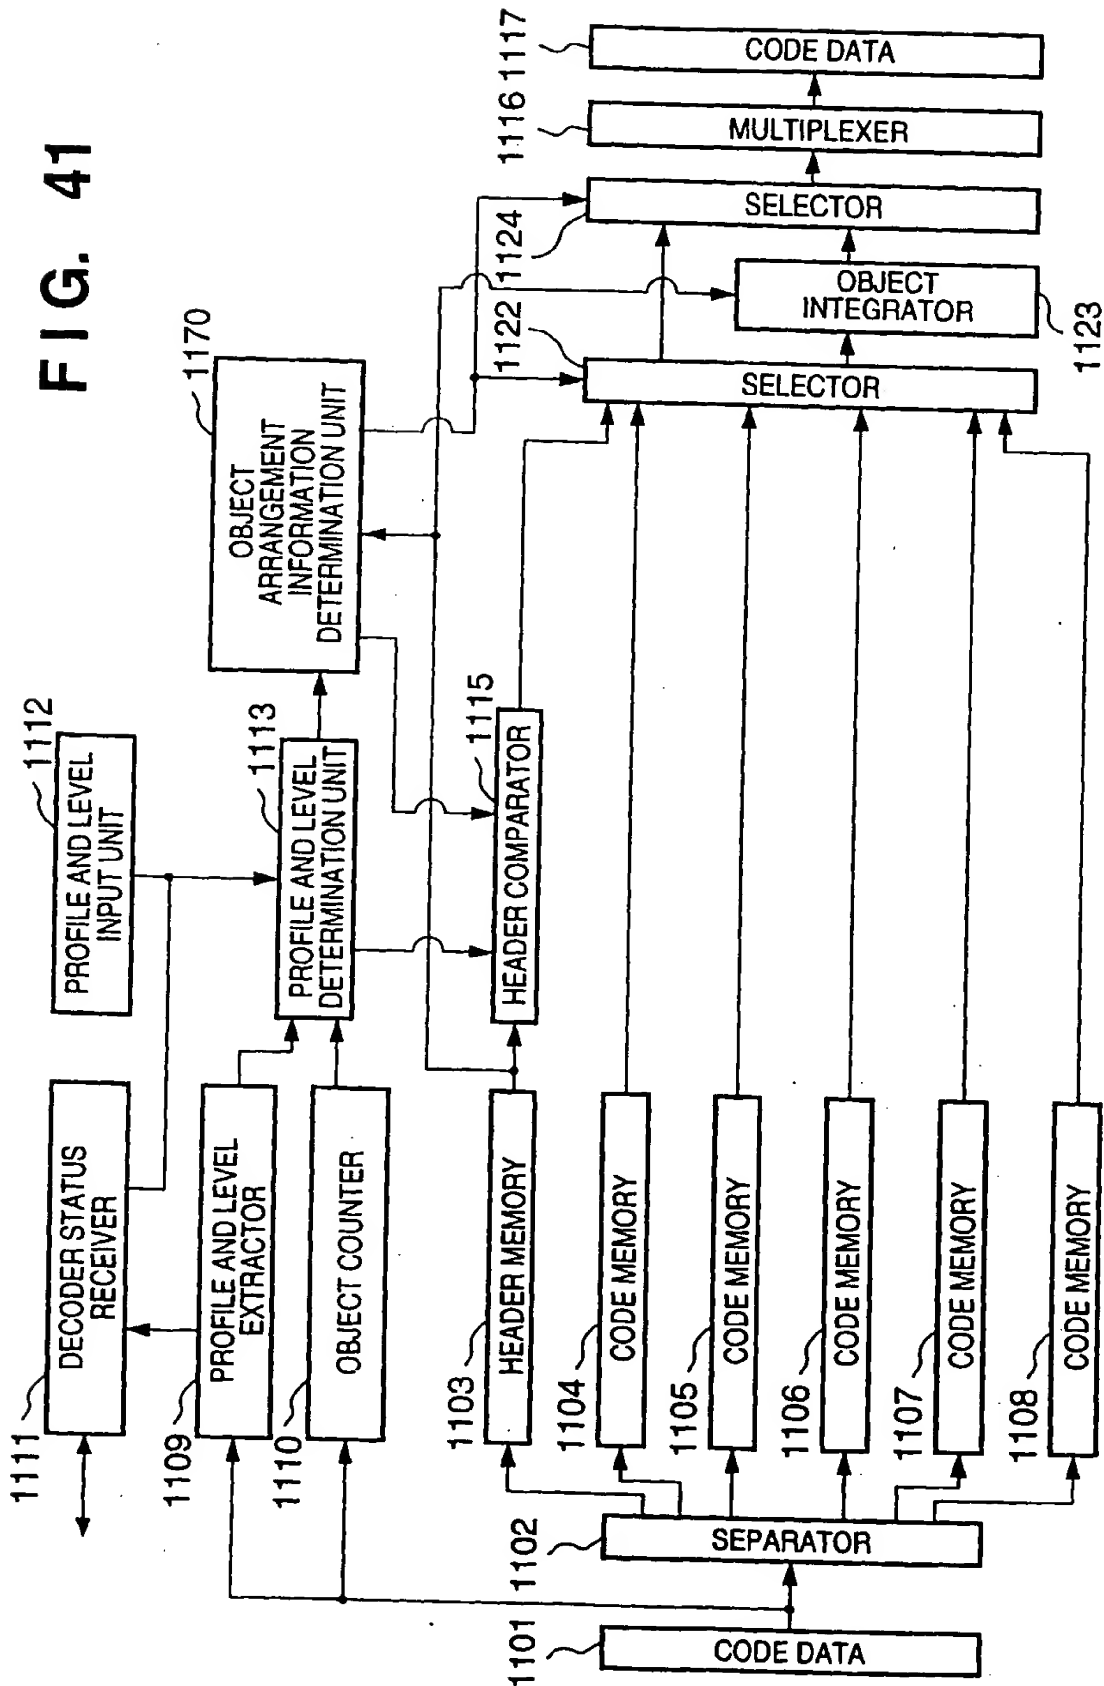 FIG. 41
1111
DECODER STATUS
RECEIVER
1112
PROFILE AND LEVEL
INPUT UNIT
1109
PROFILE AND LEVEL
EXTRACTOR
1113
PROFILE AND LEVEL
DETERMINATION UNIT
1170
OBJECT
ARRANGEMENT
INFORMATION
DETERMINATION UNIT
1110
OBJECT COUNTER
1103
HEADER MEMORY
1115
HEADER COMPARATOR
1104
CODE MEMORY
1105
CODE MEMORY
1106
CODE MEMORY
1107
CODE MEMORY
1108
CODE MEMORY
1101
CODE DATA
1102
SEPARATOR
1122
SELECTOR
1123
OBJECT
INTEGRATOR
1124
SELECTOR
1116
MULTIPLEXER
1117
CODE DATA